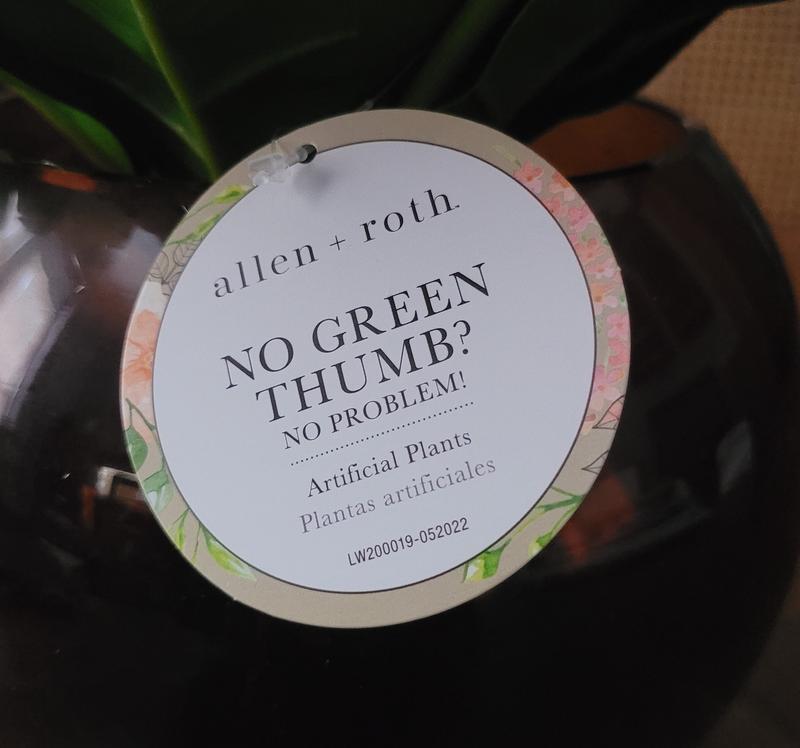 allen + roth.
NO GREEN
THUMB?
NO PROBLEM!
Artificial Plants
Plantas artificiales
LW200019-052022